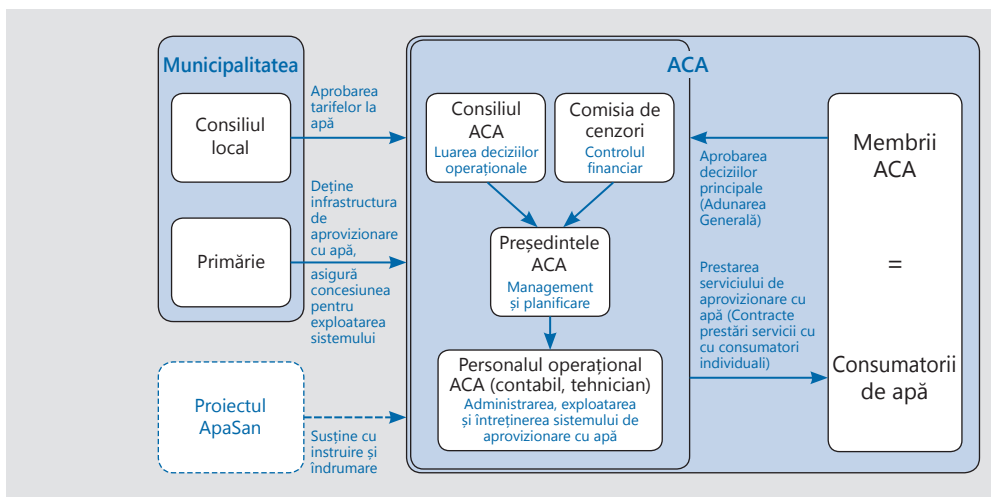 Municipalitatea
Consiliul
local
Primărie
Aprobarea
tarifelor la
apă
Deține
infrastructura
de
aprovizionare
cu apă,
asigură
concesiunea
pentru
exploatarea
sistemului
Proiectul
ApaSan
Susține cu
instruire și
îndrumare
ACA
Consiliul
ACA
Luarea deciziilor
operaționale
Comisia de
cenzori
Controlul
financiar
Președintele
ACA
Management
și planificare
Personalul operațional
ACA (contabil, tehnician)
Administrarea, exploatarea
și întreținerea sistemului de
aprovizionare cu apă
Aprobarea
deciziilor
principale
(Adunarea
Generală)
Prestarea
serviciului de
aprovizionare cu
apă (Contracte
prestări servicii cu
cu consumatori
individuali)
Membrii
ACA
=
Consumatorii
de apă